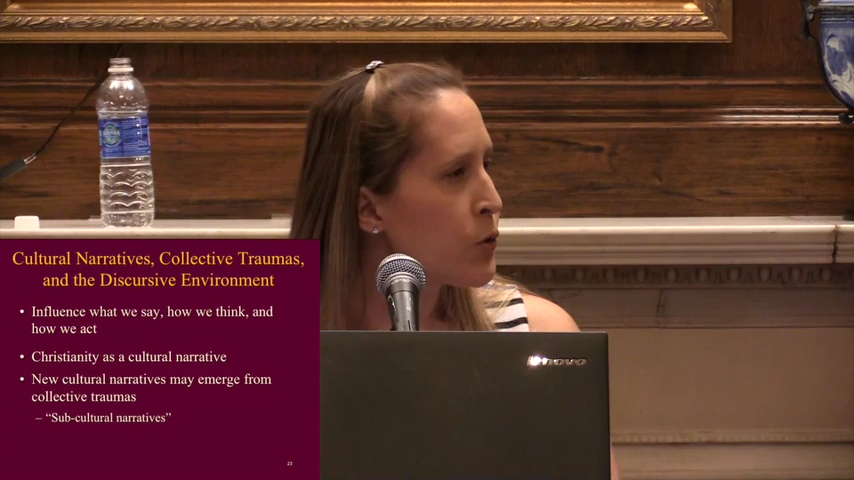 Cultural Narratives, Collective Traumas,
and the Discursive Environment
• Influence what we say, how we think, and
how we act
• Christianity as a cultural narrative
• New cultural narratives may emerge from
collective traumas
– “Sub-cultural narratives”
23
lenovo